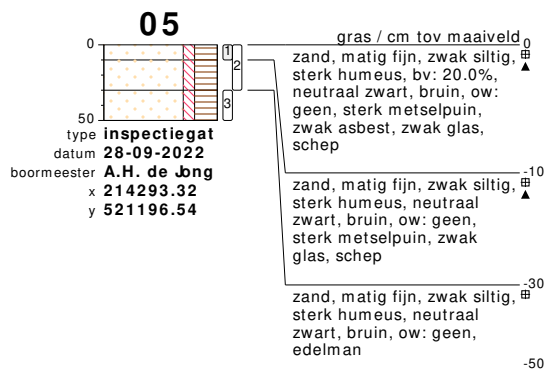 05
gras / cm tov maaiveld
0
0
1
2
3
50
zand, matig fijn, zwak siltig,
sterk humeus, bv: 20.0%,
neutraal zwart, bruin, ow:
geen, sterk metselpuin,
zwak asbest, zwak glas,
schep
-10
zand, matig fijn, zwak siltig,
sterk humeus, neutraal
zwart, bruin, ow: geen,
sterk metselpuin, zwak
glas, schep
-30
zand, matig fijn, zwak siltig,
sterk humeus, neutraal
zwart, bruin, ow: geen,
edelman
-50
type inspectiegat
datum 28-09-2022
boormeester A.H. de Jong
x 214293.32
y 521196.54